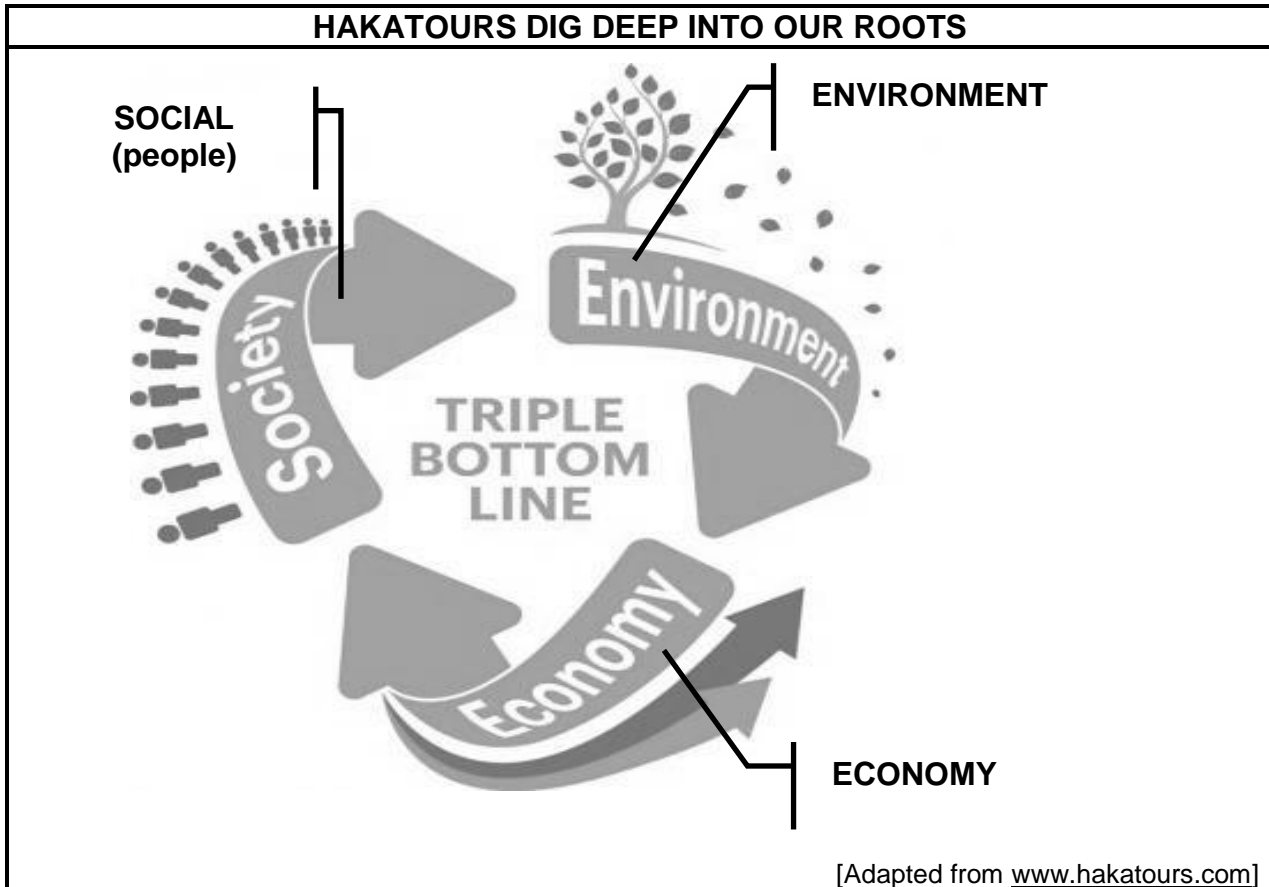 HAKATOURS DIG DEEP INTO OUR ROOTS
SOCIAL
(people)
ENVIRONMENT
Society
Environment
TRIPLE
BOTTOM
LINE
Economy
ECONOMY
[Adapted from www.hakatours.com]